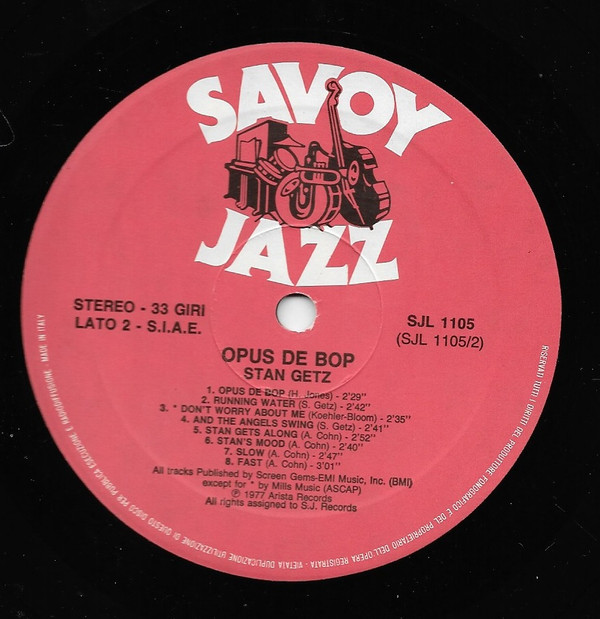 SAVOY
JAZZ
STEREO - 33 GIRI
LATO 2 - S.I.A.E.
SJL 1105
(SJL 1105/2)
OPUS DE BOP
STAN GETZ
1. OPUS DE BOP (H. Jones) - 2'29"
2. RUNNING WATER (S. Getz) - 2'42"
3. * DON'T WORRY ABOUT ME (Koehler-Bloom) - 2'35"
4. AND THE ANGELS SWING (S. Getz) - 2'41"
5. STAN GETS ALONG (A. Cohn) - 2'52"
6. STAN'S MOOD (A. Cohn) - 2'40"
7. SLOW (A. Cohn) - 2'47"
8. FAST (A. Cohn) - 3'01"
All tracks Published by Screen Gems-EMI Music, Inc. (BMI)
except for * by Mills Music (ASCAP)
℗ 1977 Arista Records
All rights assigned to S.J. Records
RISERVATI TUTTI I DIRITTI DEL PRODUTTORE FONOGRAFICO E DEL PROPRIETARIO DELL'OPERA REGISTRATA - VIETATA DUPLICAZIONE UTILIZZAZIONE DI QUESTO DISCO PER PUBBLICA ESECUZIONE E RADIODIFFUSIONE - MADE IN ITALY